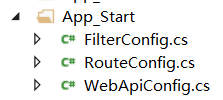 App_Start
C# FilterConfig.cs
C# RouteConfig.cs
C# WebApiConfig.cs